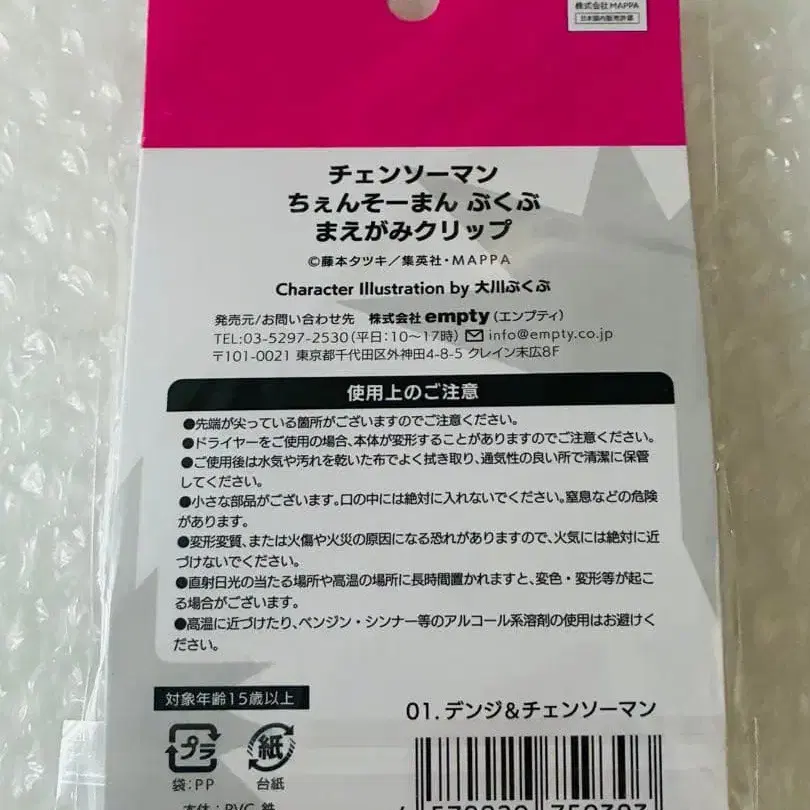 株式会社MAPPA
日本国内販売許諾
チェンソーマン
ちぇんそーまん ぶくぶ
まえがみクリップ
©藤本タツキ／集英社・MAPPA
Character Illustration by 大川ぶくぶ
発売元/お問い合わせ先 株式会社 empty (エンプティ)
TEL:03-5297-2530(平日:10〜17時) info@empty.co.jp
〒101-0021 東京都千代田区外神田4-8-5 クレイン末広8F
使用上のご注意
●先端が尖っている箇所がございますのでご注意ください。
●ドライヤーをご使用の場合、本体が変形することがありますのでご注意ください。
●ご使用後は水気や汚れを乾いた布でよく拭き取り、通気性の良い所で清潔に保管
してください。
●小さな部品がございます。口の中には絶対に入れないでください。窒息などの危険
があります。
●変形変質、または火傷や火災の原因になる恐れがありますので、火気には絶対に近
づけないでください。
●直射日光の当たる場所や高温の場所に長時間置かれますと、変色・変形等が起こ
る場合がございます。
●高温に近づけたり、ベンジン・シンナー等のアルコール系溶剤の使用はお避けく
ださい。
対象年齢15歳以上
01.デンジ&チェンソーマン
プラ 紙
袋:PP 台紙
本体:PVC、鉄